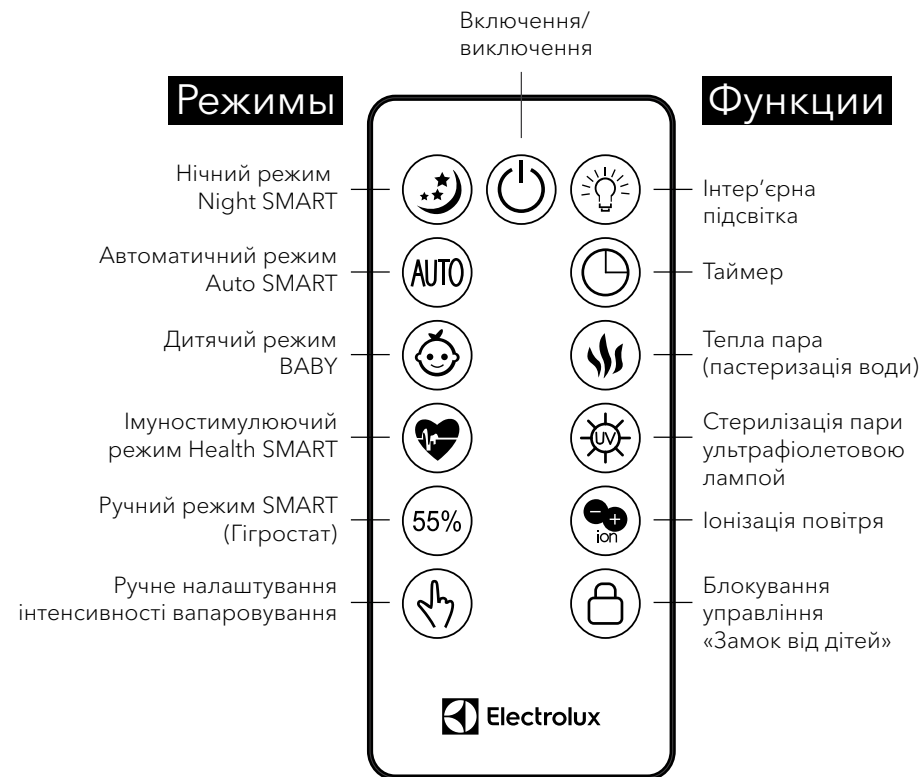 Включення/
виключення
Режимы
Функции
Нічний режим
Night SMART
Автоматичний режим
Auto SMART
Дитячий режим
BABY
Імуностимулюючий
режим Health SMART
Ручний режим SMART
(Гігростат)
Ручне налаштування
інтенсивності вапаровування
AUTO
55%
UV
ion
Інтер’єрна
підсвітка
Таймер
Тепла пара
(пастеризація води)
Стерилізація пари
ультрафіолетовою
лампой
Іонізація повітря
Блокування
управління
«Замок від дітей»
Electrolux